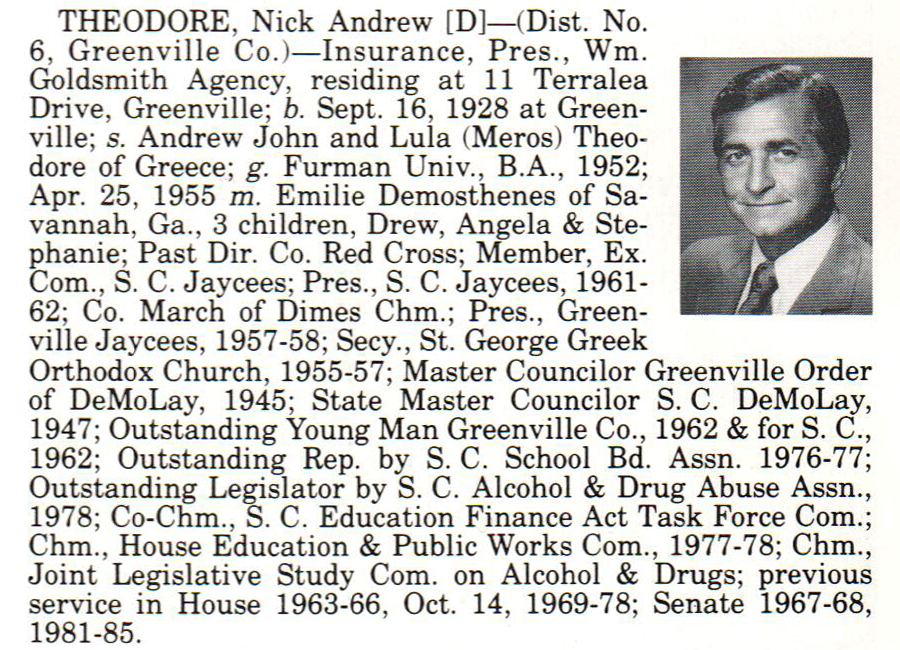 THEODORE, Nick Andrew [D]—(Dist. No.
6, Greenville Co.)—Insurance, Pres., Wm.
Goldsmith Agency, residing at 11 Terralea
Drive, Greenville; b. Sept. 16, 1928 at Green-
ville; s. Andrew John and Lula (Meros) Theo-
dore of Greece; g. Furman Univ., B.A., 1952;
Apr. 25, 1955 m. Emilie Demosthenes of Sa-
vannah, Ga., 3 children, Drew, Angela & Ste-
phanie; Past Dir. Co. Red Cross; Member, Ex.
Com., S. C. Jaycees; Pres., S. C. Jaycees, 1961-
62; Co. March of Dimes Chm.; Pres., Green-
ville Jaycees, 1957-58; Secy., St. George Greek
Orthodox Church, 1955-57; Master Councilor Greenville Order
of DeMoLay, 1945; State Master Councilor S. C. DeMoLay,
1947; Outstanding Young Man Greenville Co., 1962 & for S. C.,
1962; Outstanding Rep. by S. C. School Bd. Assn. 1976-77;
Outstanding Legislator by S. C. Alcohol & Drug Abuse Assn.,
1978; Co-Chm., S. C. Education Finance Act Task Force Com.;
Chm., House Education & Public Works Com., 1977-78; Chm.,
Joint Legislative Study Com. on Alcohol & Drugs; previous
service in House 1963-66, Oct. 14, 1969-78; Senate 1967-68,
1981-85.